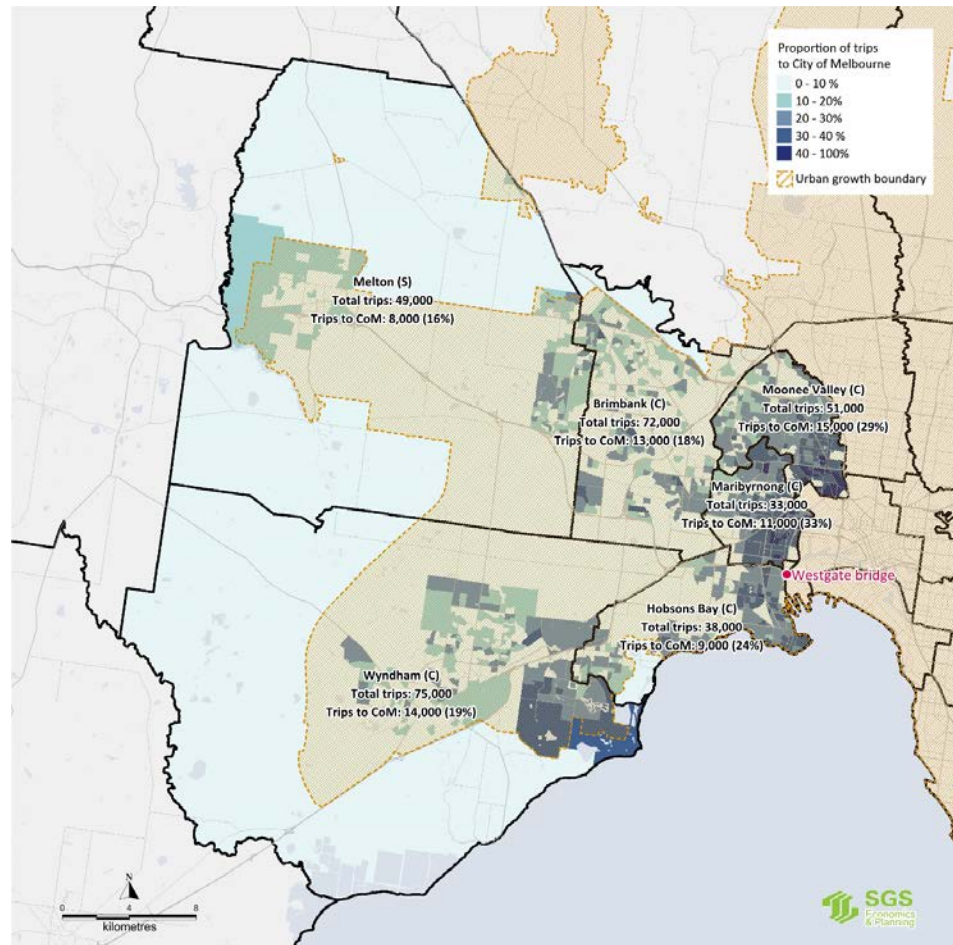 Proportion of trips
to City of Melbourne
0 - 10 %
10 - 20%
20 - 30%
30 - 40 %
40 - 100%
Urban growth boundary
Melton (S)
Total trips: 49,000
Trips to CoM: 8,000 (16%)
Moonee Valley (C)
Total trips: 51,000
Trips to CoM: 15,000 (29%)
Brimbank (C)
Total trips: 72,000
Trips to CoM: 13,000 (18%)
Maribyrnong (C)
Total trips: 33,000
Trips to CoM: 11,000 (33%)
Westgate bridge
Hobsons Bay (C)
Total trips: 38,000
Trips to CoM: 9,000 (24%)
Wyndham (C)
Total trips: 75,000
Trips to CoM: 14,000 (19%)
N
0 4 8
kilometres
SGS
Economics
& Planning